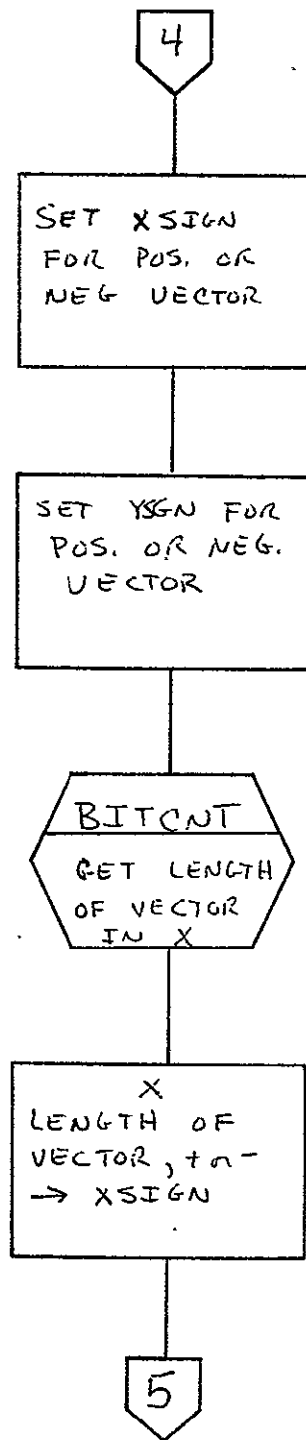 4
SET XSIGN
FOR POS. OR
NEG VECTOR
SET YSGN FOR
POS. OR NEG.
VECTOR
BITCNT
GET LENGTH
OF VECTOR
IN X
X
LENGTH OF
VECTOR, + or -
→ XSIGN
5